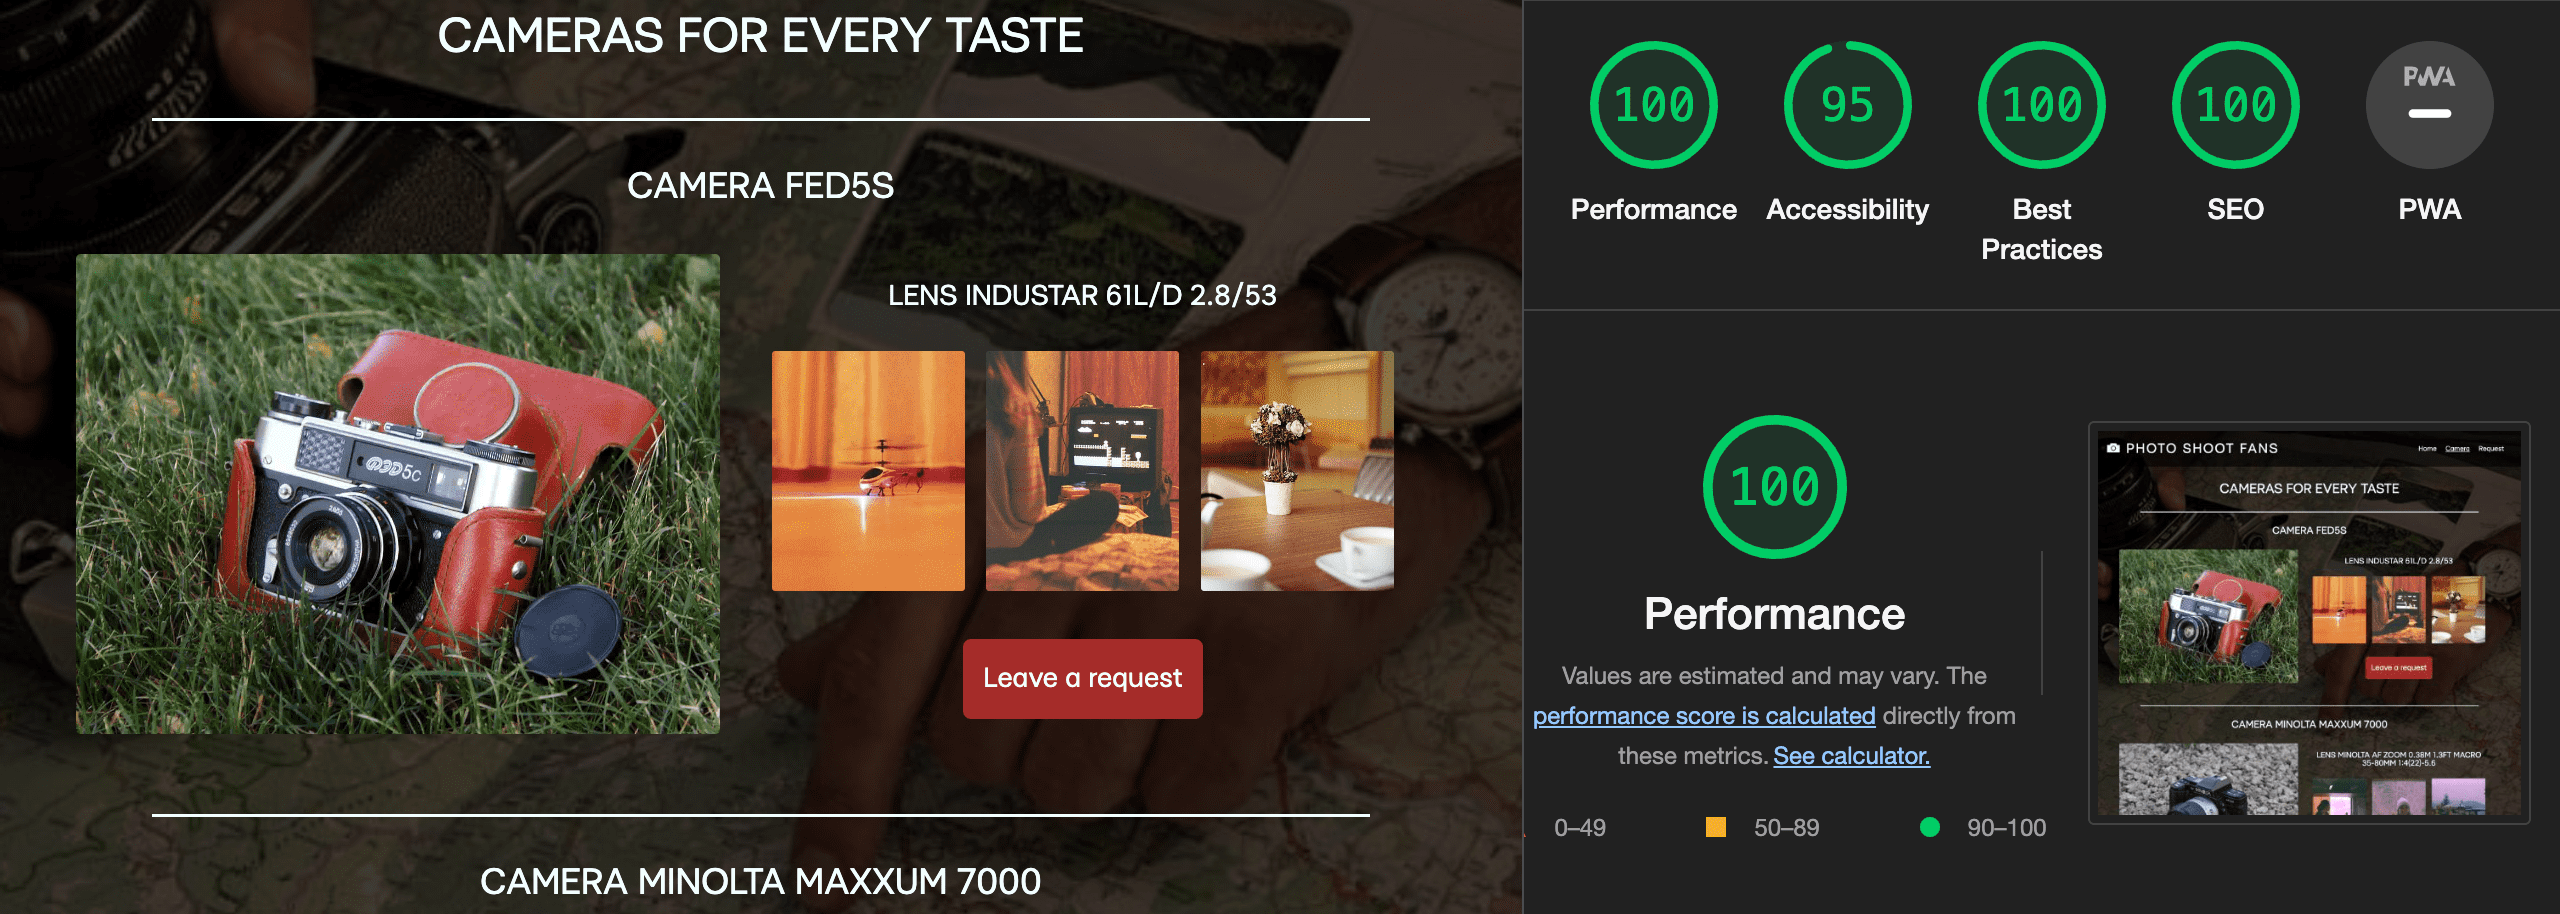 CAMERAS FOR EVERY TASTE
CAMERA FED5S
LENS INDUSTAR 61L/D 2.8/53
ФЭД5с
Leave a request
CAMERA MINOLTA MAXXUM 7000
100
95
100
100
PWA
Performance
Accessibility
Best
Practices
SEO
PWA
100
Performance
Values are estimated and may vary. The
performance score is calculated directly from
these metrics. See calculator.
0–49
50–89
90–100
PHOTO SHOOT FANS
Home
Camera
Request
CAMERAS FOR EVERY TASTE
CAMERA FED5S
LENS INDUSTAR 61L/D 2.8/53
Leave a request
CAMERA MINOLTA MAXXUM 7000
LENS MINOLTA AF ZOOM 0.38M 1.3FT MACRO
35-80MM 1:4(22)-5.6